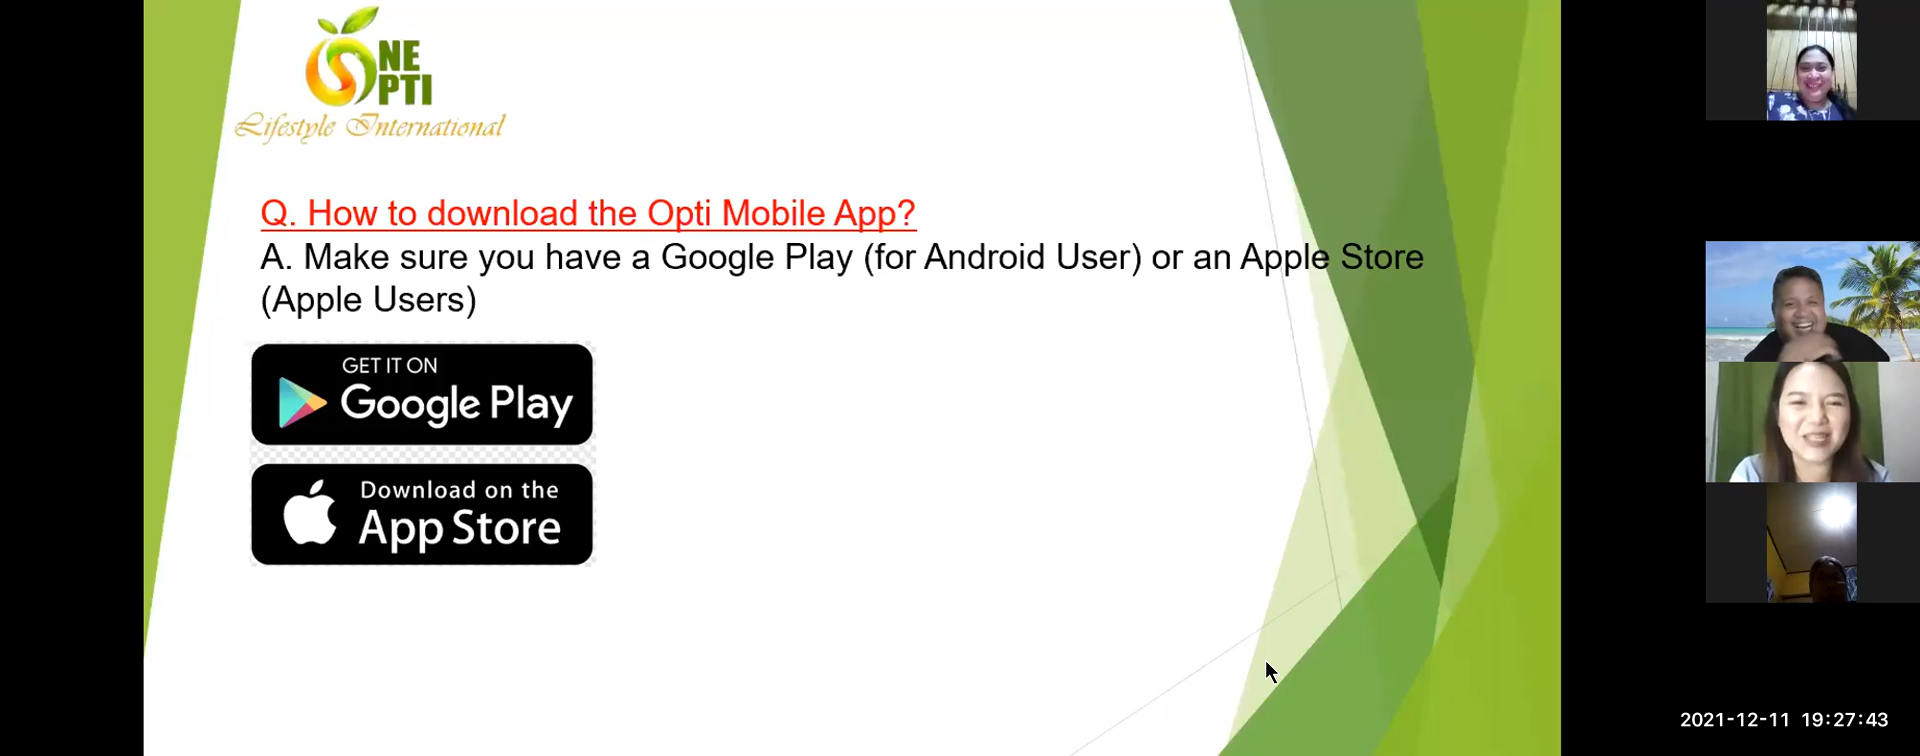 NE
PTI
Lifestyle International
Q. How to download the Opti Mobile App?
A. Make sure you have a Google Play (for Android User) or an Apple Store
(Apple Users)
GET IT ON
Google Play
Download on the
App Store
2021-12-11 19:27:43